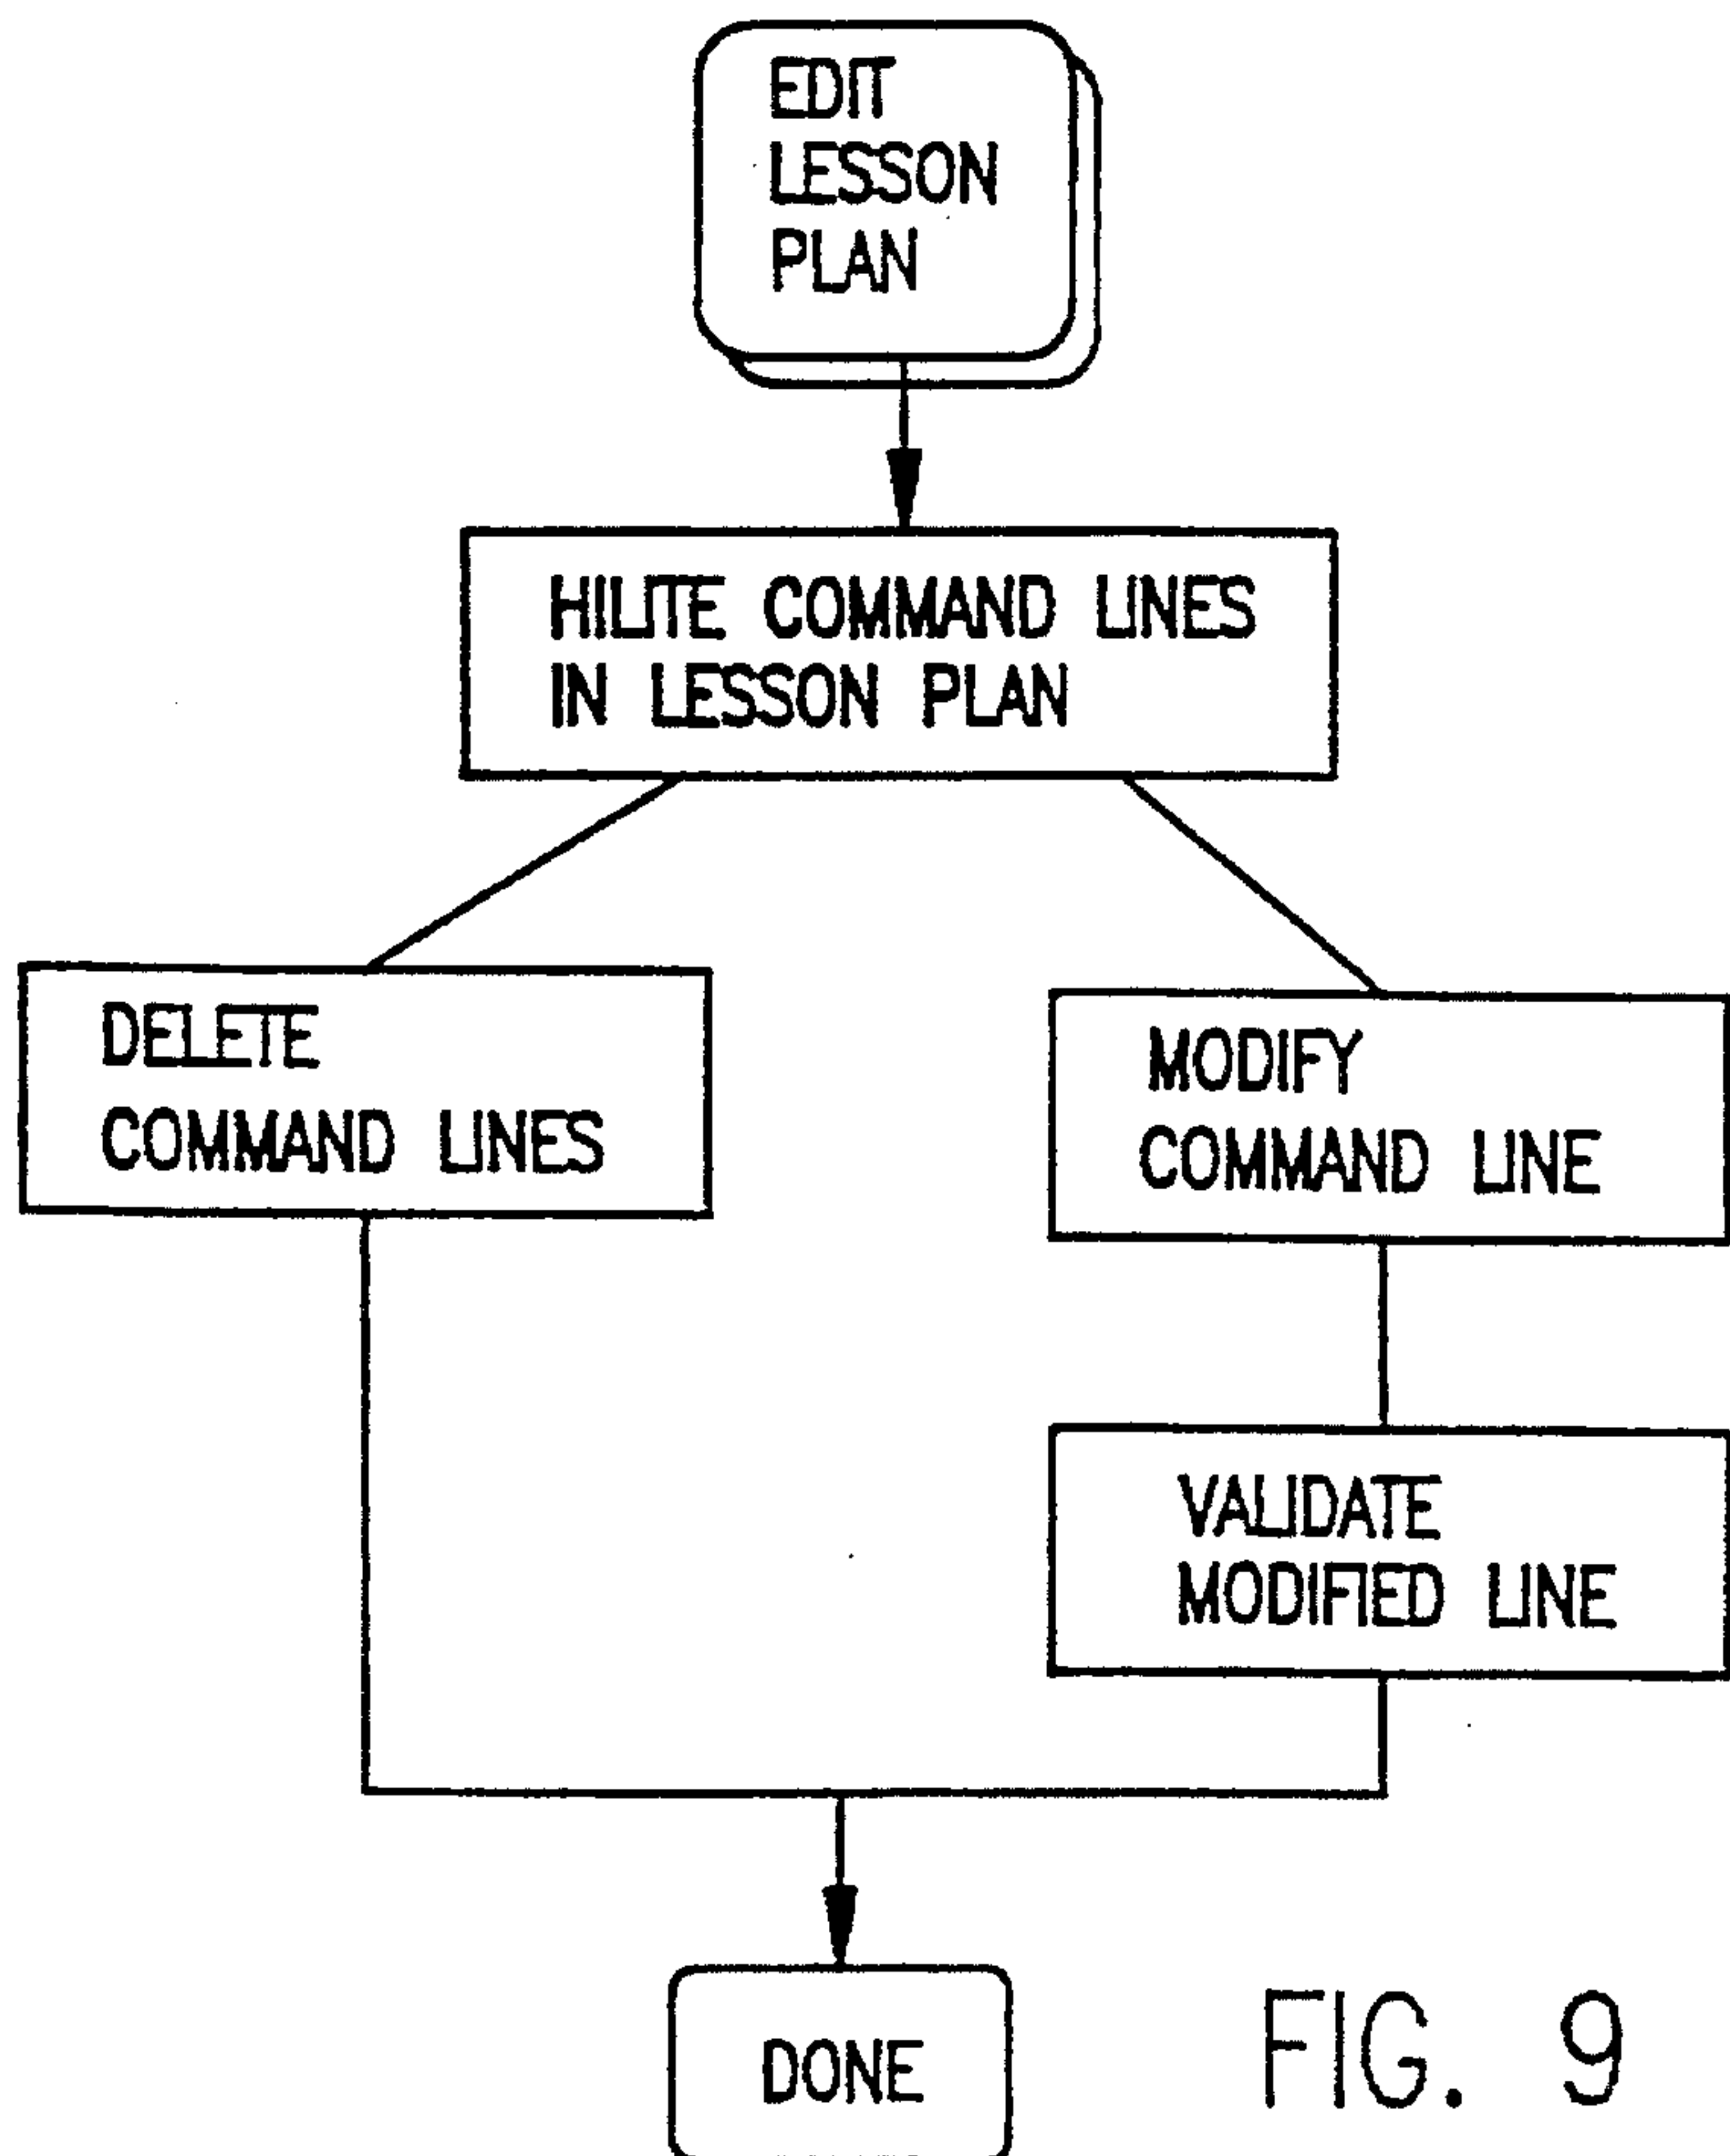 EDIT
LESSON
PLAN
HILITE COMMAND LINES
IN LESSON PLAN
DELETE
COMMAND LINES
MODIFY
COMMAND LINE
VALIDATE
MODIFIED LINE
DONE
FIG. 9